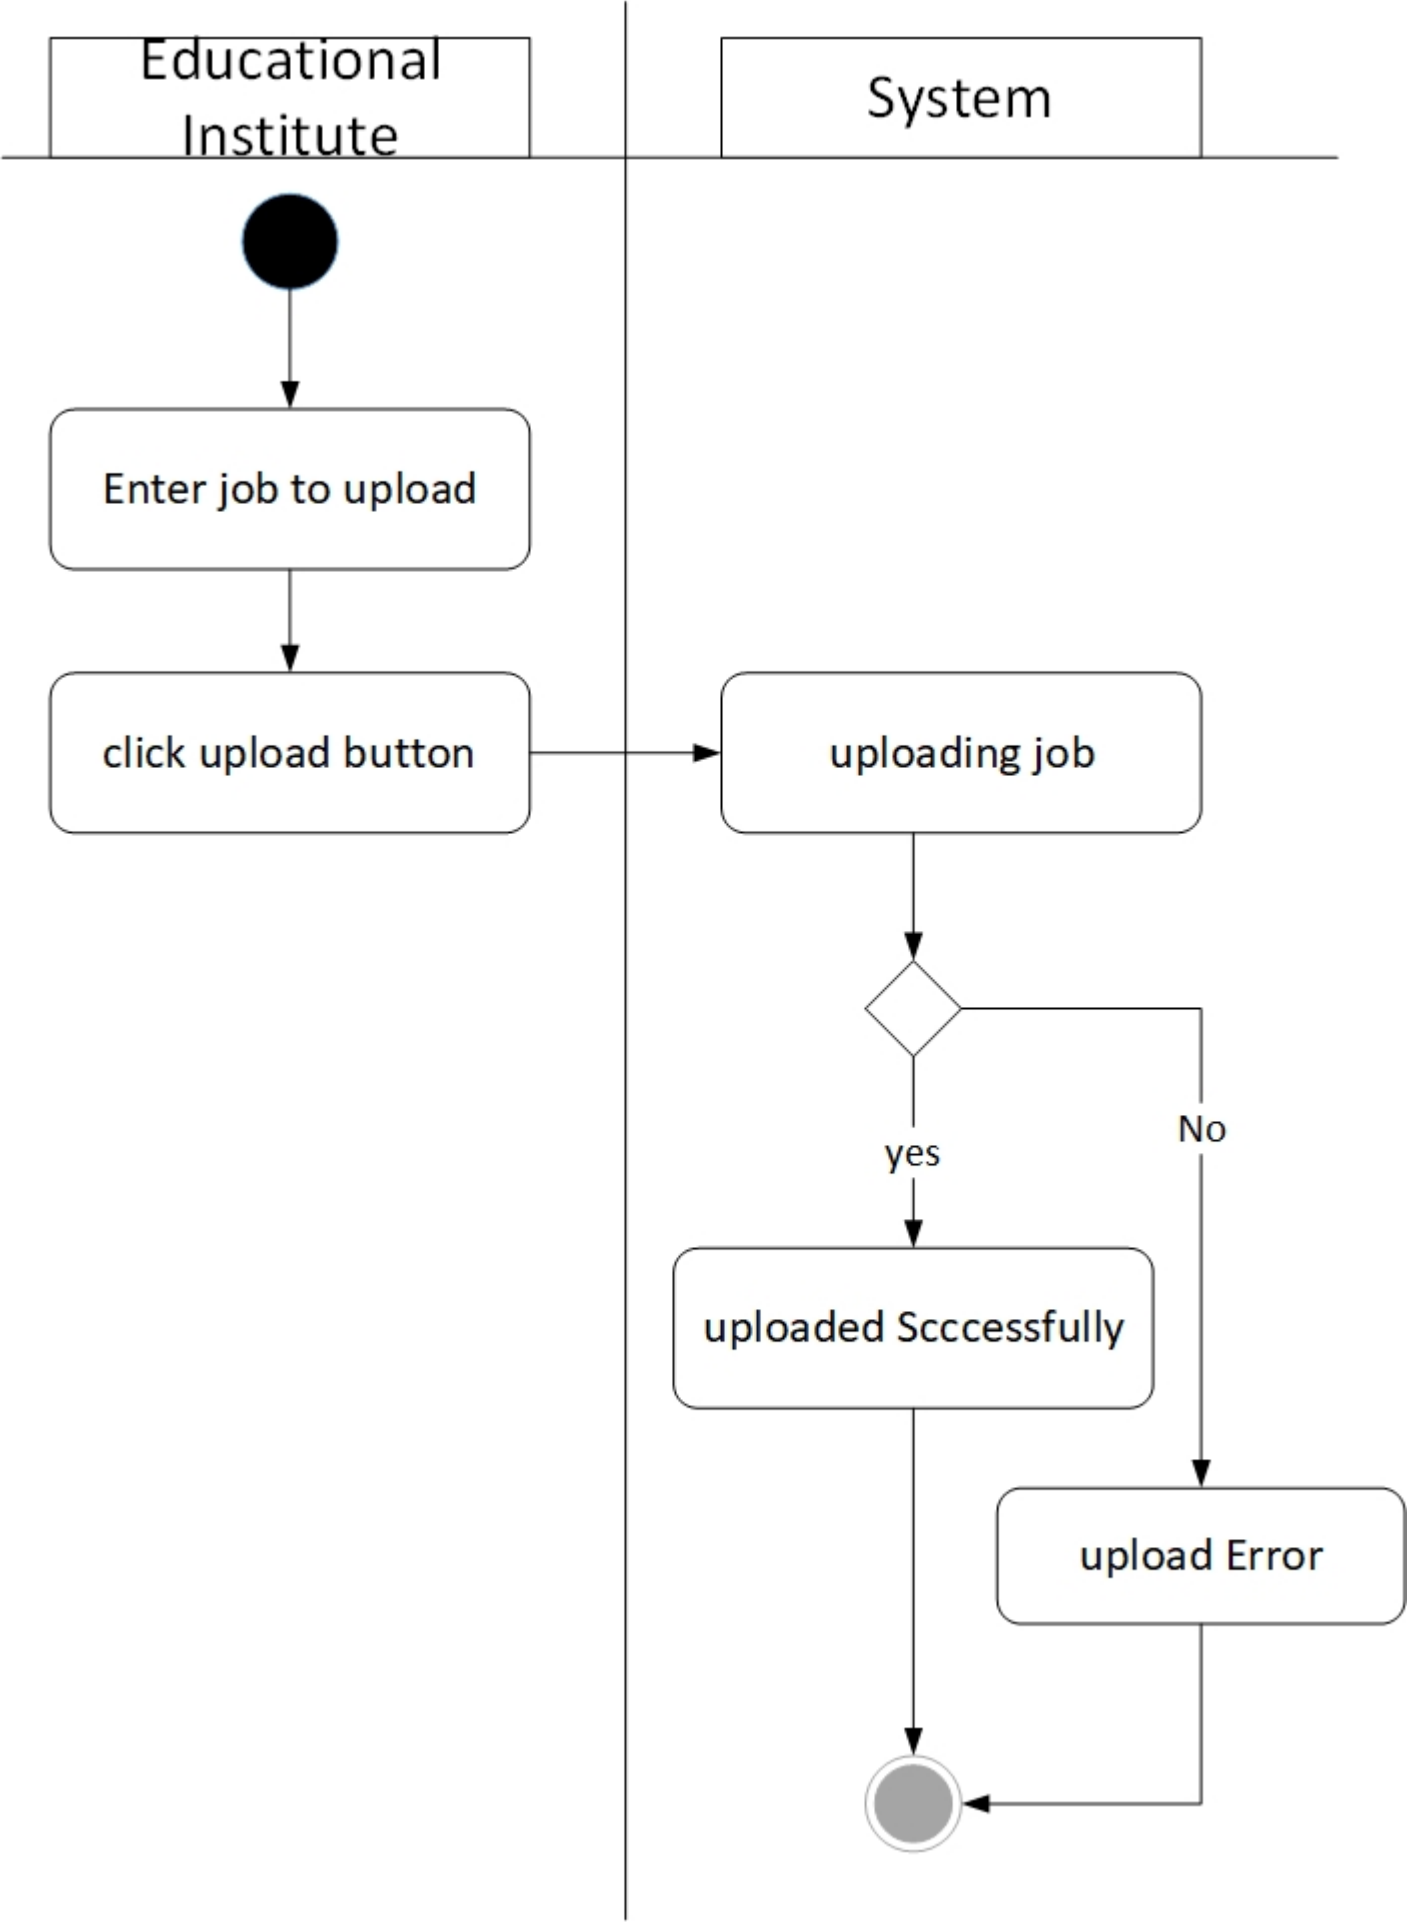 Educational
Institute
System
Enter job to upload
click upload button
uploading job
No
yes
uploaded Scccessfully
upload Error